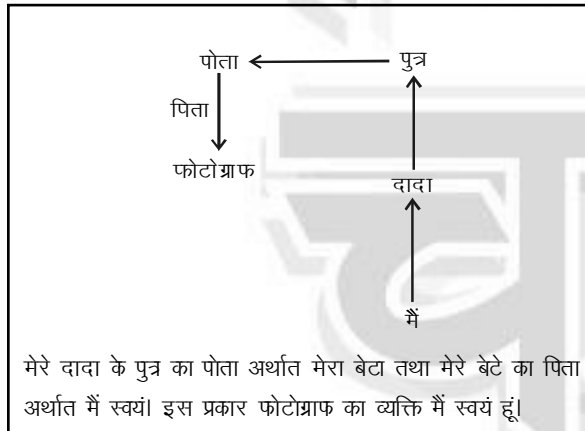 पोता पुत्र
पिता
फोटोग्राफ
दादा
मैं
मेरे दादा के पुत्र का पोता अर्थात मेरा बेटा तथा मेरे बेटे का पिता
अर्थात मैं स्वयं। इस प्रकार फोटोग्राफ का व्यक्ति मैं स्वयं हूं।